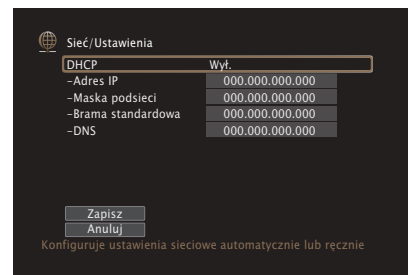 Sieć/Ustawienia
DHCP Wył.
–Adres IP 000.000.000.000
–Maska podsieci 000.000.000.000
–Brama standardowa 000.000.000.000
–DNS 000.000.000.000
Zapisz
Anuluj
Konfiguruje ustawienia sieciowe automatycznie lub ręcznie